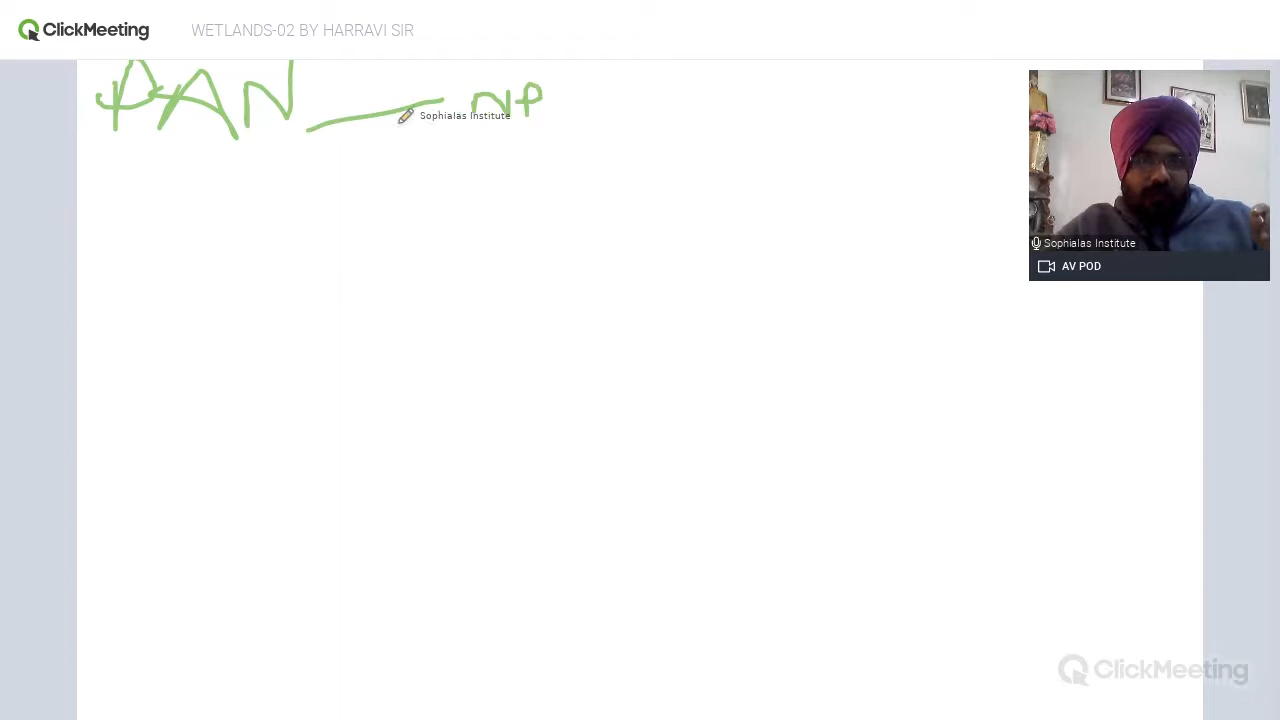 ClickMeeting WETLANDS-02 BY HARRAVI SIR
PAN NP
Sophialas Institute
Sophialas Institute
AV POD
ClickMeeting